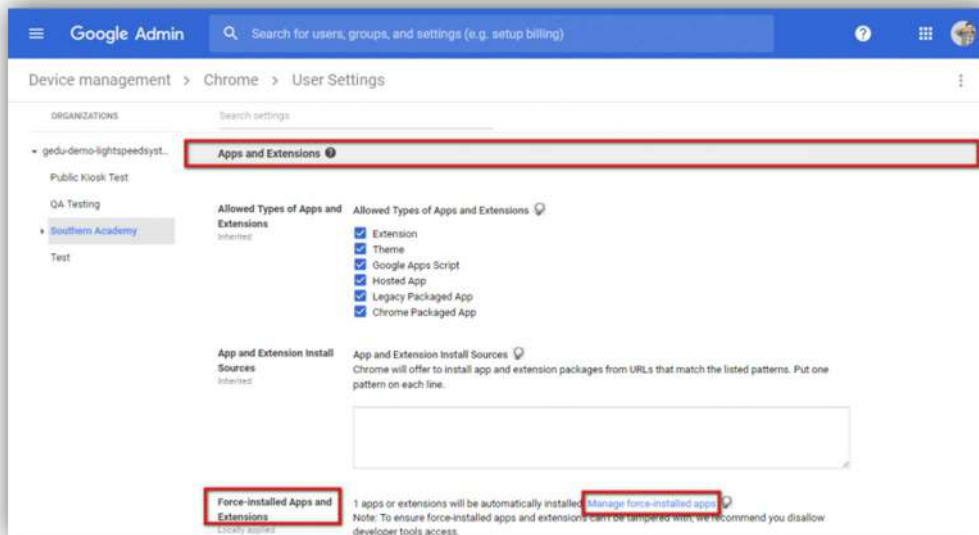 Google Admin
Search for users, groups, and settings (e.g. setup billing)
Device management > Chrome > User Settings
ORGANIZATIONS
Search settings
gedu-demo-lightspeedsyst...
Public Kiosk Test
QA Testing
Southern Academy
Test
Apps and Extensions
Allowed Types of Apps and
Extensions
Inherited
Allowed Types of Apps and Extensions
Extension
Theme
Google Apps Script
Hosted App
Legacy Packaged App
Chrome Packaged App
App and Extension Install
Sources
Inherited
App and Extension Install Sources
Chrome will offer to install app and extension packages from URLs that match the listed patterns. Put one
pattern on each line.
Force-installed Apps and
Extensions
Locally applied
1 apps or extensions will be automatically installed. Manage force-installed apps
Note: To ensure force-installed apps and extensions can't be tampered with, we recommend you disallow
developer tools access.